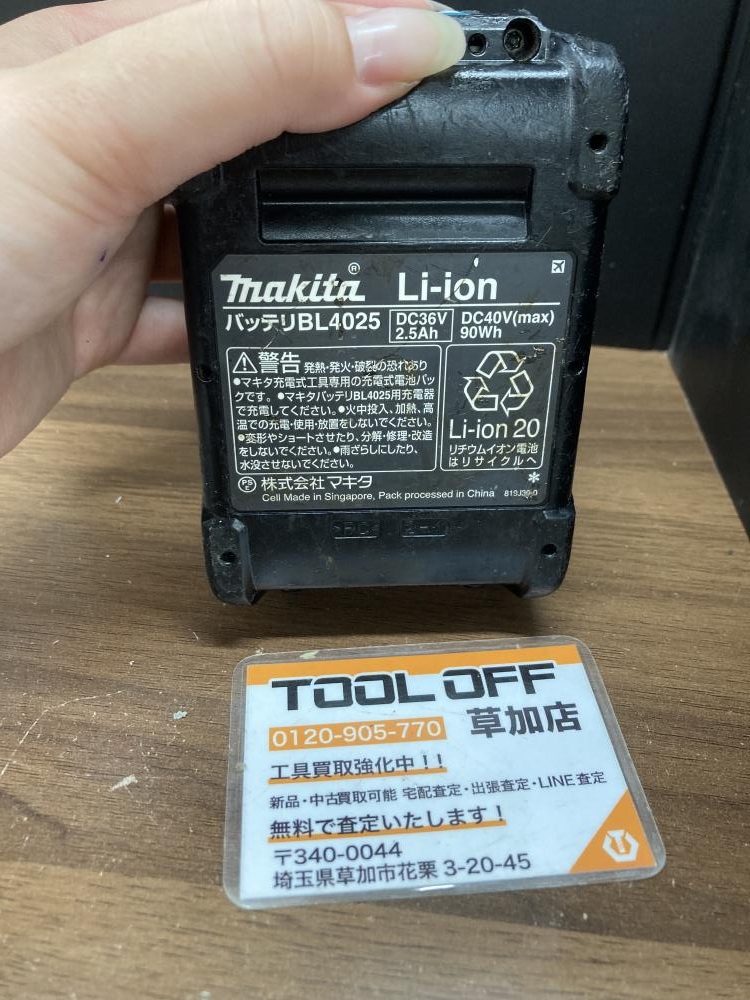 makita® Li-ion
バッテリBL4025
DC36V
2.5Ah
DC40V(max)
90Wh
警告 発熱・発火・破裂の恐れあり
●マキタ充電式工具専用の充電式電池パッ
クです。●マキタバッテリBL4025用充電器
で充電してください。●火中投入、加熱、高
温での充電・使用・放置をしないでください。
●変形やショートさせたり、分解・修理・改造
をしないでください。●雨ざらしにしたり、
水没させないでください。
Li-ion 20
リチウムイオン電池
はリサイクルへ
PSE 株式会社マキタ
Cell Made in Singapore, Pack processed in China
TOOL OFF
0120-905-770 草加店
工具買取強化中!!
新品・中古買取可能 宅配査定・出張査定・LINE査定
無料で査定いたします!
〒340-0044
埼玉県草加市花栗 3-20-45